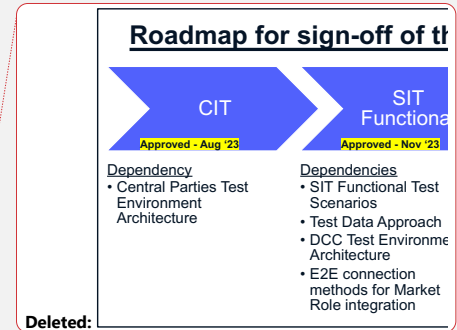 Roadmap for sign-off of th
CIT
SIT
Functiona
Approved - Aug ‘23
Approved - Nov ‘23
Dependency
• Central Parties Test
Environment
Architecture
Dependencies
• SIT Functional Test
Scenarios
• Test Data Approach
• DCC Test Environme
Architecture
• E2E connection
methods for Market
Role integration
Deleted: